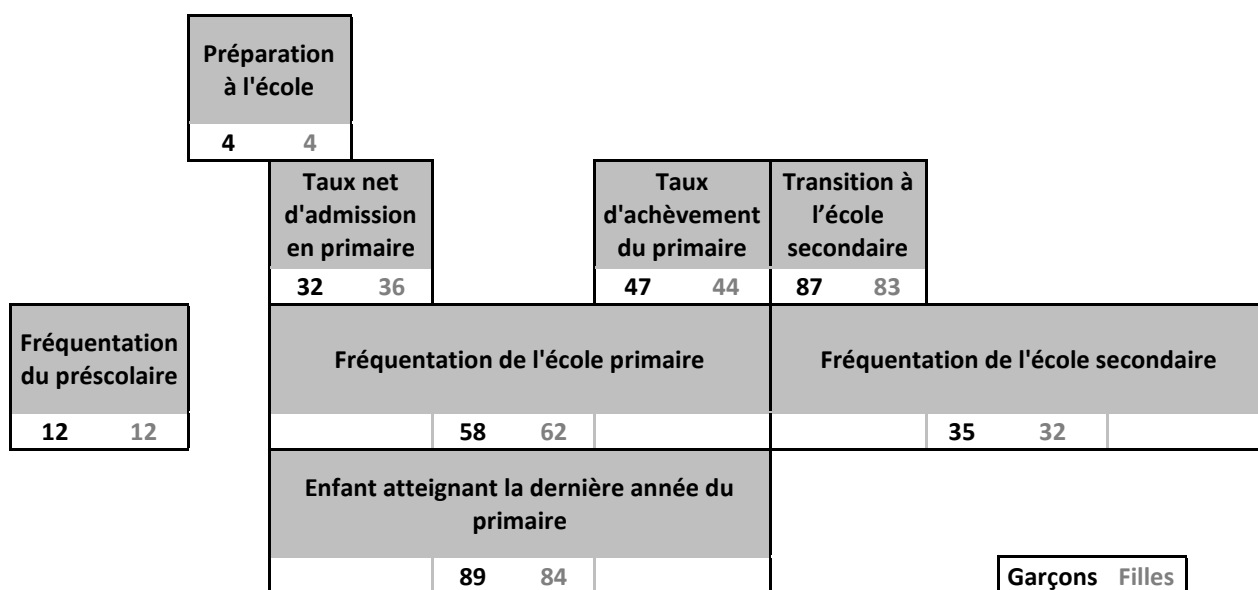 Préparation
à l'école
4 4
Taux net
d'admission
en primaire
32 36
Taux
d'achèvement
du primaire
47 44
Transition à
l’école
secondaire
87 83
Fréquentation
du préscolaire
12 12
Fréquentation de l'école primaire
58 62
Fréquentation de l'école secondaire
35 32
Enfant atteignant la dernière année du
primaire
89 84
Garçons Filles